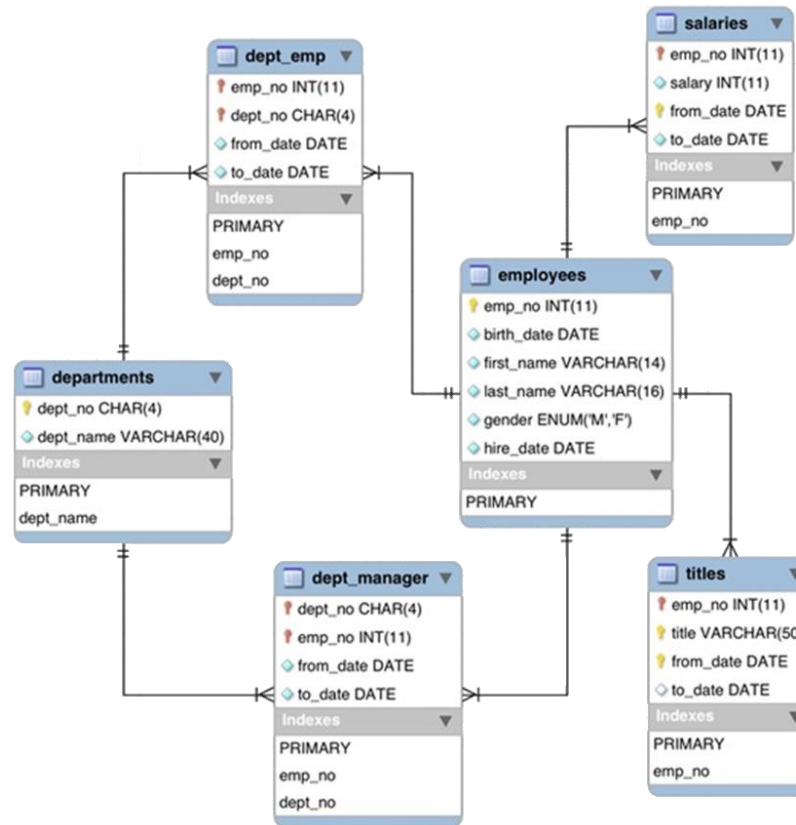 dept_emp
emp_no INT(11)
dept_no CHAR(4)
from_date DATE
to_date DATE
Indexes
PRIMARY
emp_no
dept_no
salaries
emp_no INT(11)
salary INT(11)
from_date DATE
to_date DATE
Indexes
PRIMARY
emp_no
employees
emp_no INT(11)
birth_date DATE
first_name VARCHAR(14)
last_name VARCHAR(16)
gender ENUM('M','F')
hire_date DATE
Indexes
PRIMARY
departments
dept_no CHAR(4)
dept_name VARCHAR(40)
Indexes
PRIMARY
dept_name
dept_manager
dept_no CHAR(4)
emp_no INT(11)
from_date DATE
to_date DATE
Indexes
PRIMARY
emp_no
dept_no
titles
emp_no INT(11)
title VARCHAR(50
from_date DATE
to_date DATE
Indexes
PRIMARY
emp_no